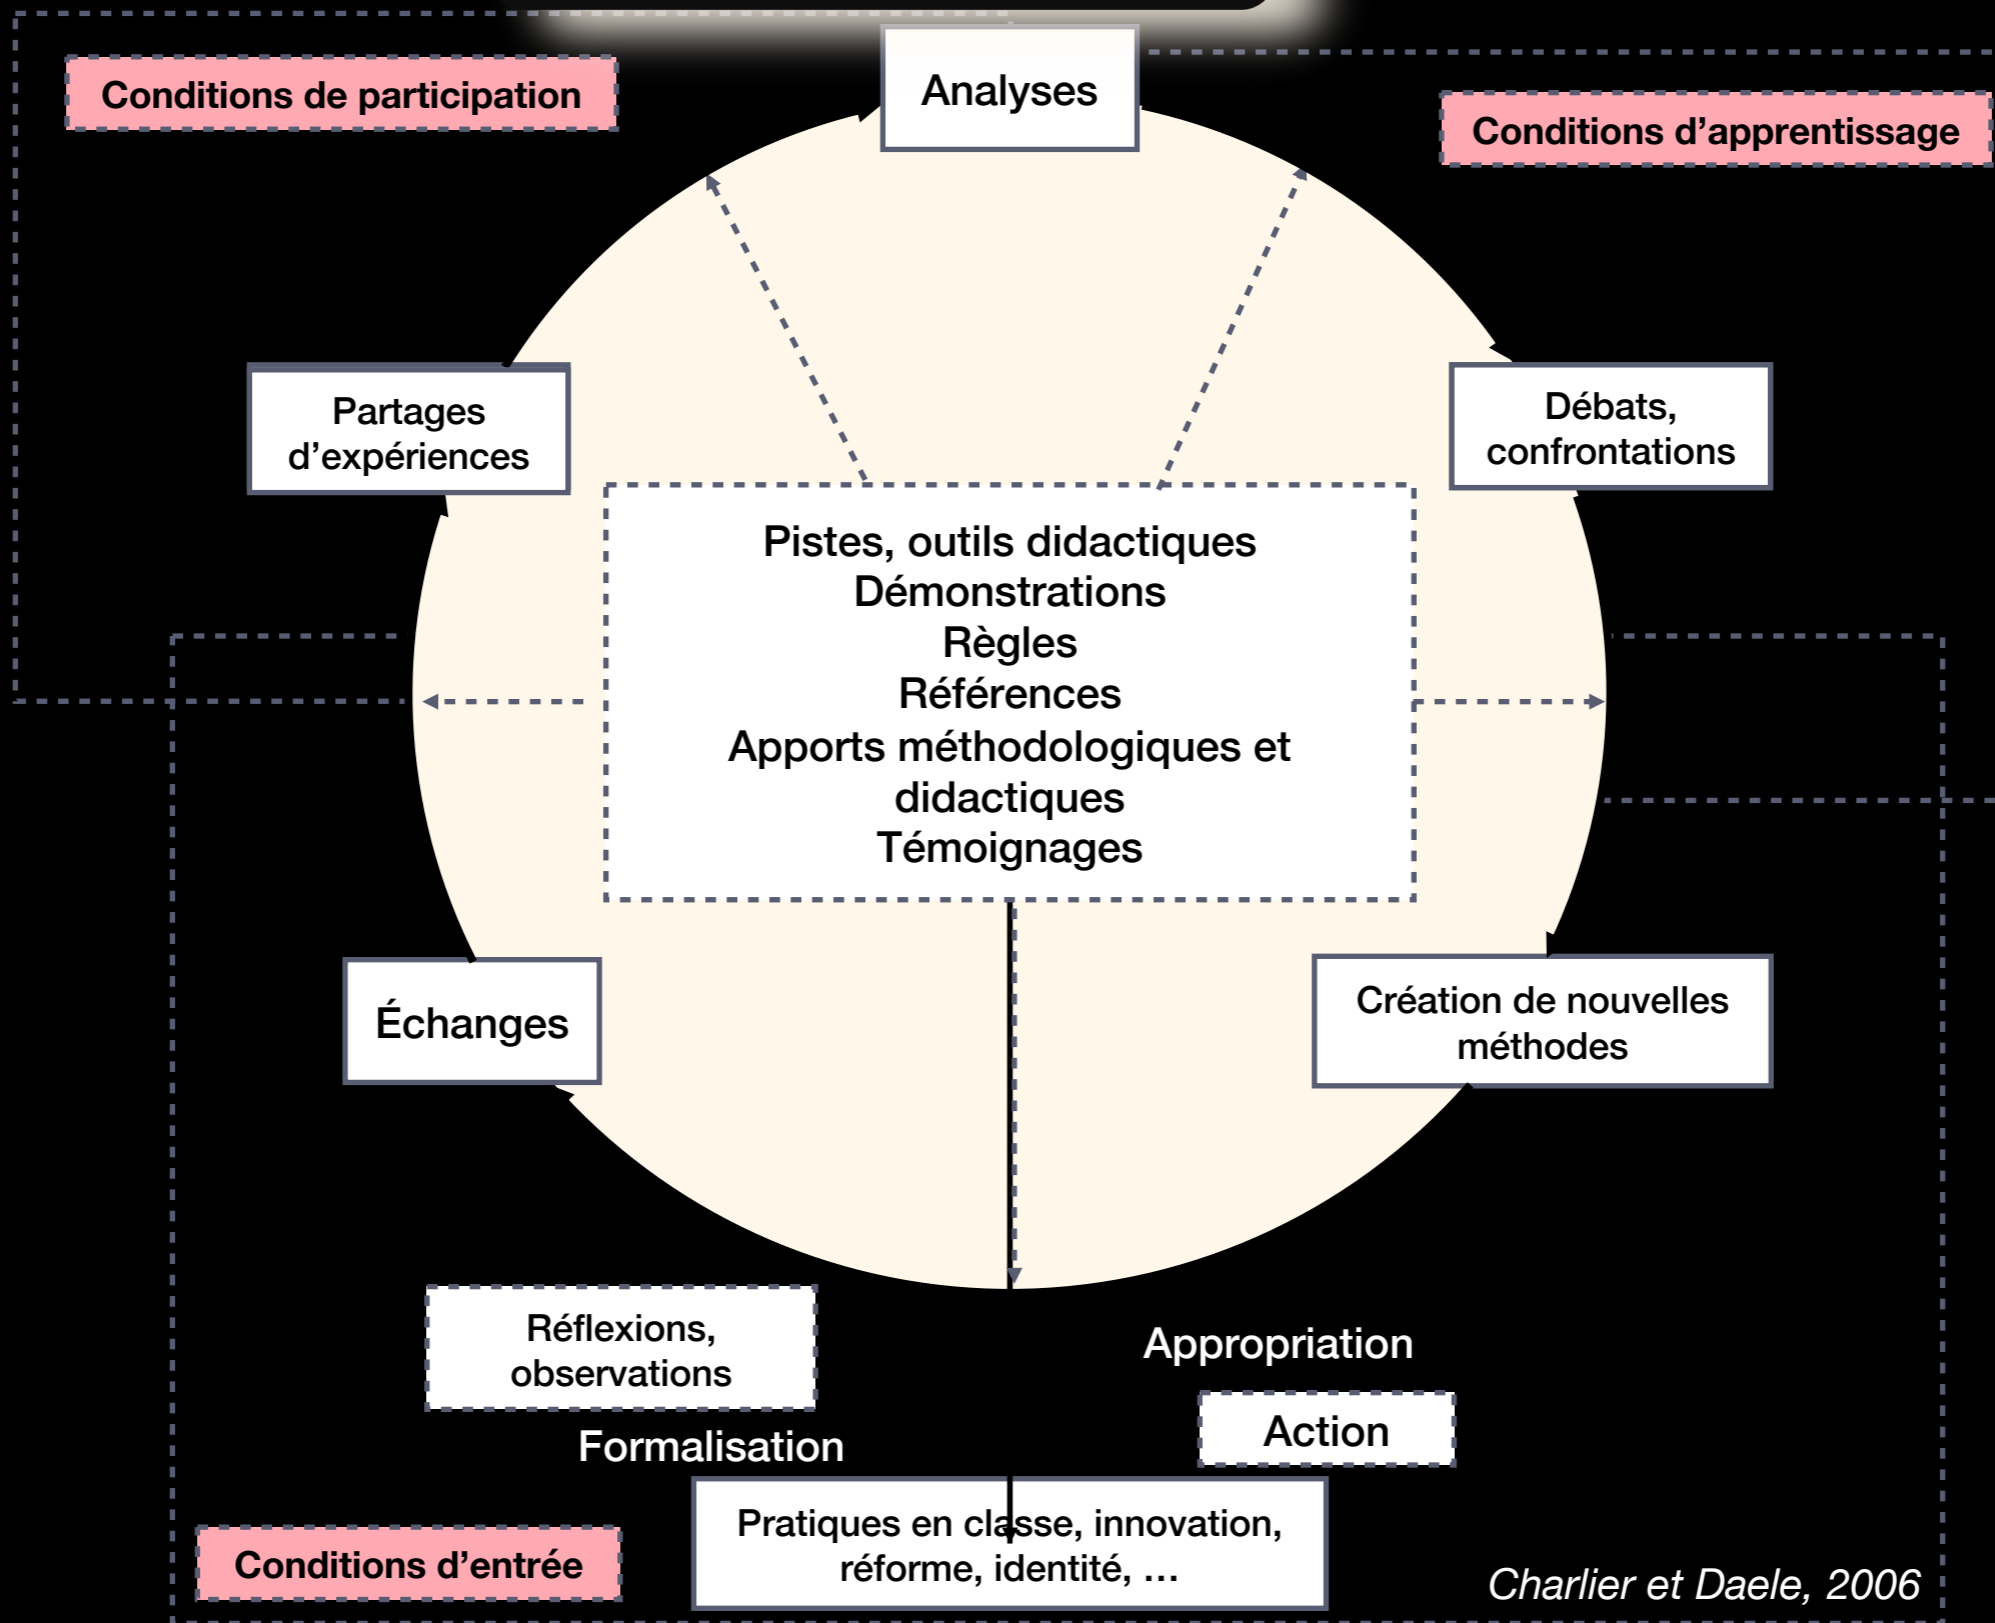 Analyses
Conditions de participation
Conditions d’apprentissage
Partages
d’expériences
Débats,
confrontations
Pistes, outils didactiques
Démonstrations
Règles
Références
Apports méthodologiques et
didactiques
Témoignages
Échanges
Création de nouvelles
méthodes
Réflexions,
observations
Appropriation
Action
Formalisation
Pratiques en classe, innovation,
réforme, identité, ...
Conditions d’entrée
Charlier et Daele, 2006